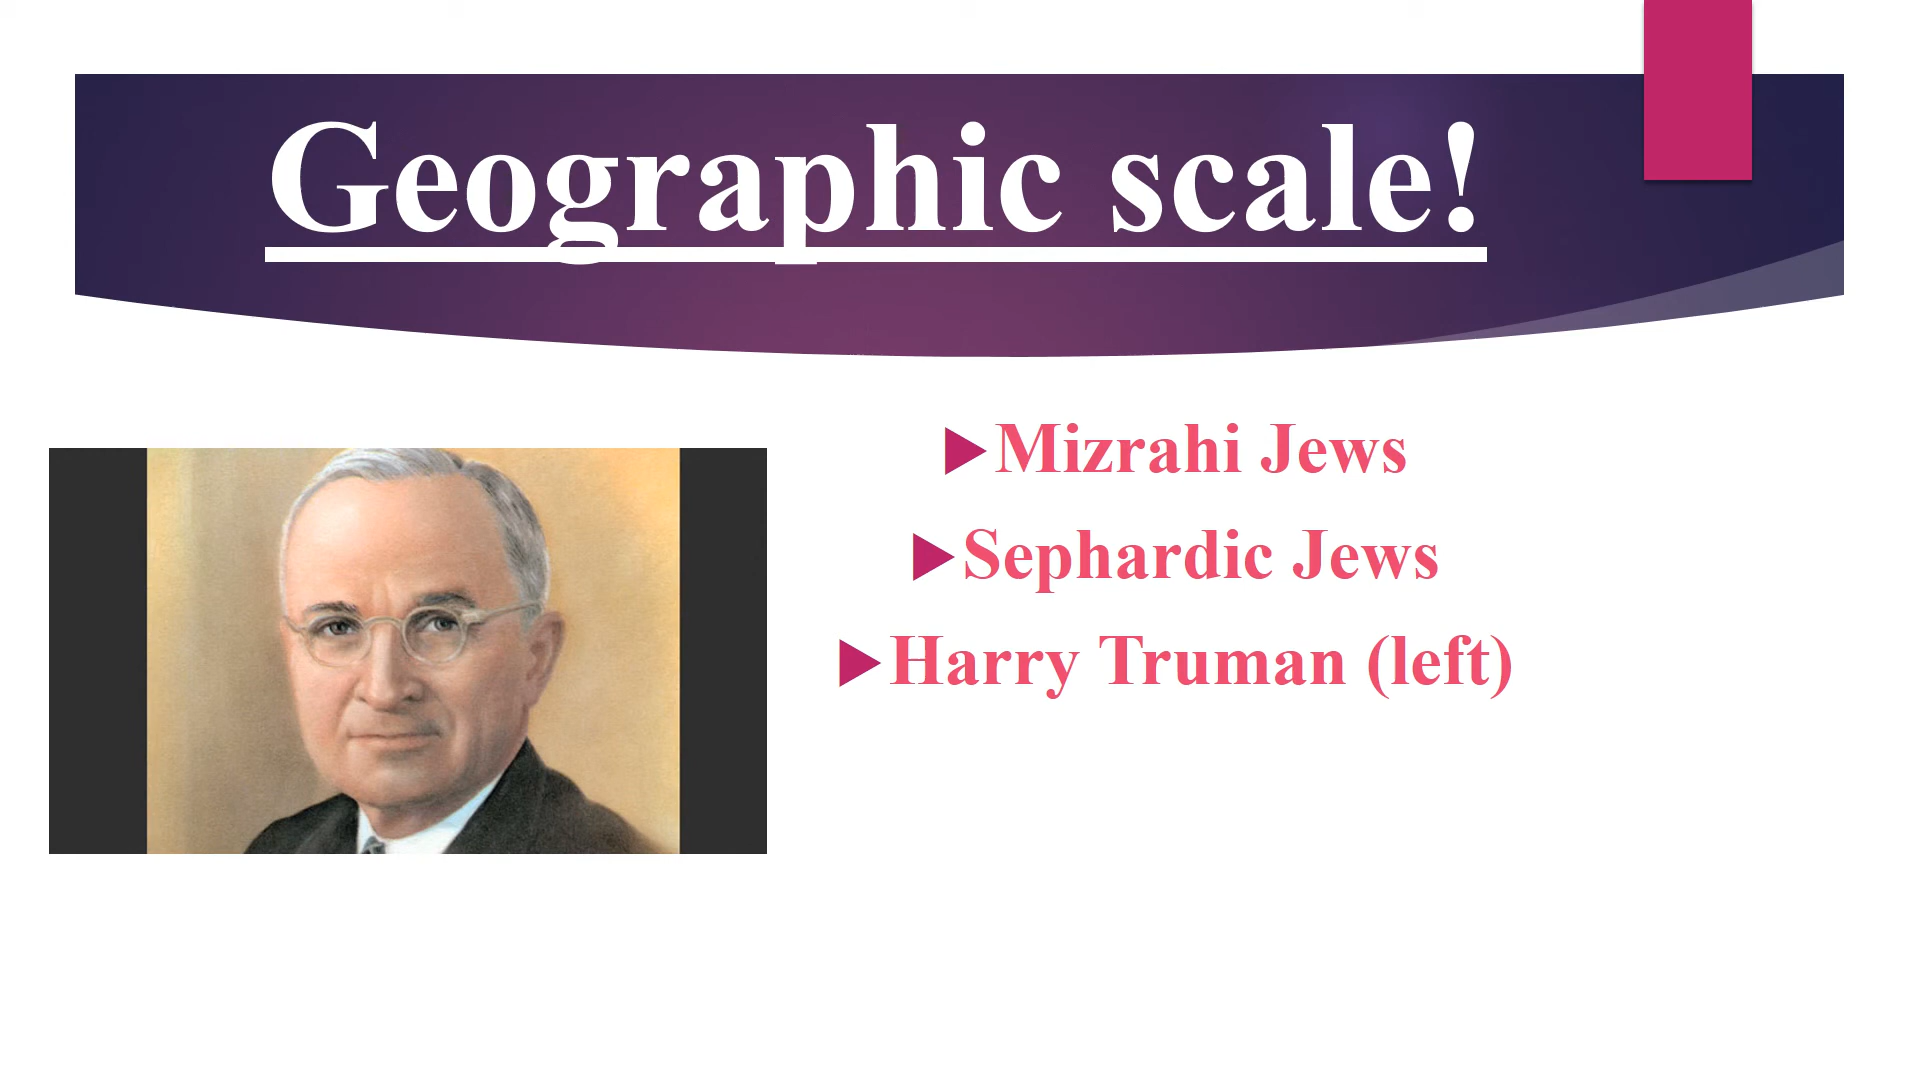 Geographic scale!
Mizrahi Jews
Sephardic Jews
Harry Truman (left)